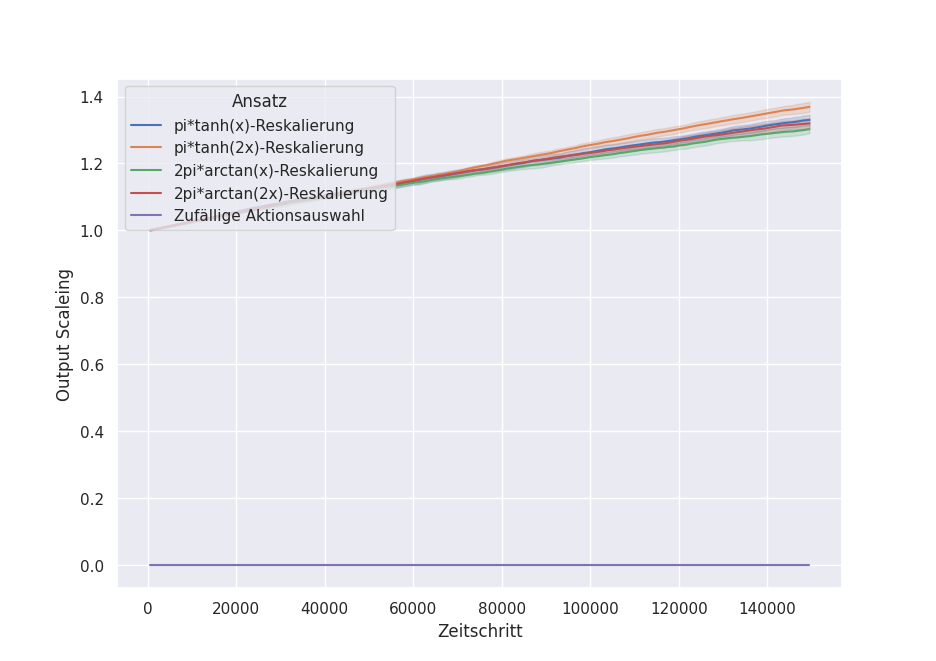 Ansatz
pi*tanh(x)-Reskalierung
pi*tanh(2x)-Reskalierung
2pi*arctan(x)-Reskalierung
2pi*arctan(2x)-Reskalierung
Zufällige Aktionsauswahl
1.4
1.2
1.0
0.8
0.6
0.4
0.2
0.0
Output Scaleing
0 20000 40000 60000 80000 100000 120000 140000
Zeitschritt